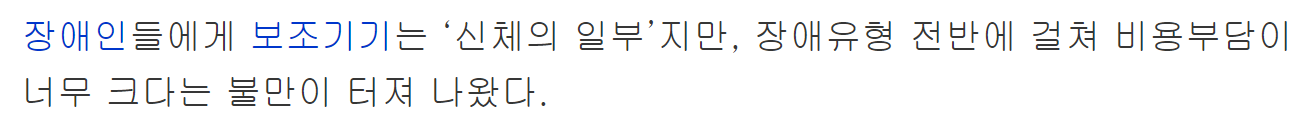 장애인들에게 보조기기는 ‘신체의 일부’지만, 장애유형 전반에 걸쳐 비용부담이
너무 크다는 불만이 터져 나왔다.